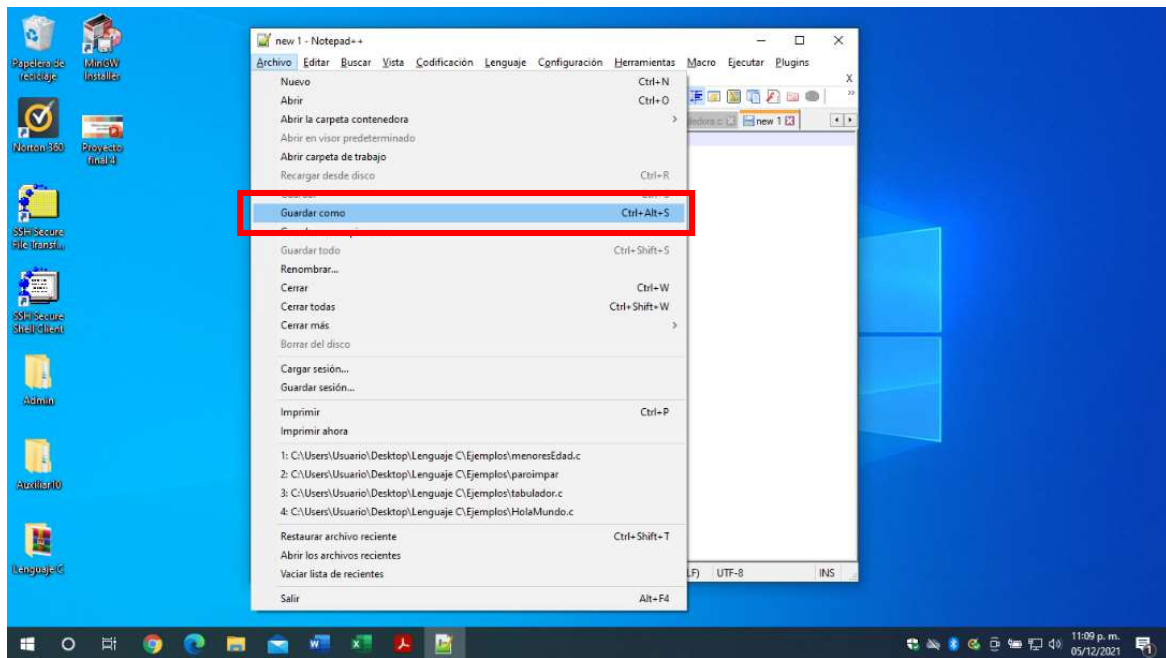 Papelera de
reciclaje
MinGW
Installer
Norton 360
Proyecto
final 4
SSH Secure
File Transf...
SSH Secure
Shell Client
Admin
Auxiliar10
Lenguaje C
new 1 - Notepad++
Archivo Editar Buscar Vista Codificación Lenguaje Configuración Herramientas Macro Ejecutar Plugins
X
new 1
Nuevo Ctrl+N
Abrir Ctrl+O
Abrir la carpeta contenedora >
Abrir en visor predeterminado
Abrir carpeta de trabajo
Recargar desde disco Ctrl+R
Guardar como Ctrl+Alt+S
Guardar todo Ctrl+Shift+S
Renombrar...
Cerrar Ctrl+W
Cerrar todas Ctrl+Shift+W
Cerrar más >
Borrar del disco
Cargar sesión...
Guardar sesión...
Imprimir Ctrl+P
Imprimir ahora
1: C:\Users\Usuario\Desktop\Lenguaje C\Ejemplos\menoresEdad.c
2: C:\Users\Usuario\Desktop\Lenguaje C\Ejemplos\paroimpar
3: C:\Users\Usuario\Desktop\Lenguaje C\Ejemplos\tabulador.c
4: C:\Users\Usuario\Desktop\Lenguaje C\Ejemplos\HolaMundo.c
Restaurar archivo reciente Ctrl+Shift+T
Abrir los archivos recientes
Vaciar lista de recientes
Salir Alt+F4
LF) UTF-8 INS
11:09 p. m.
05/12/2021